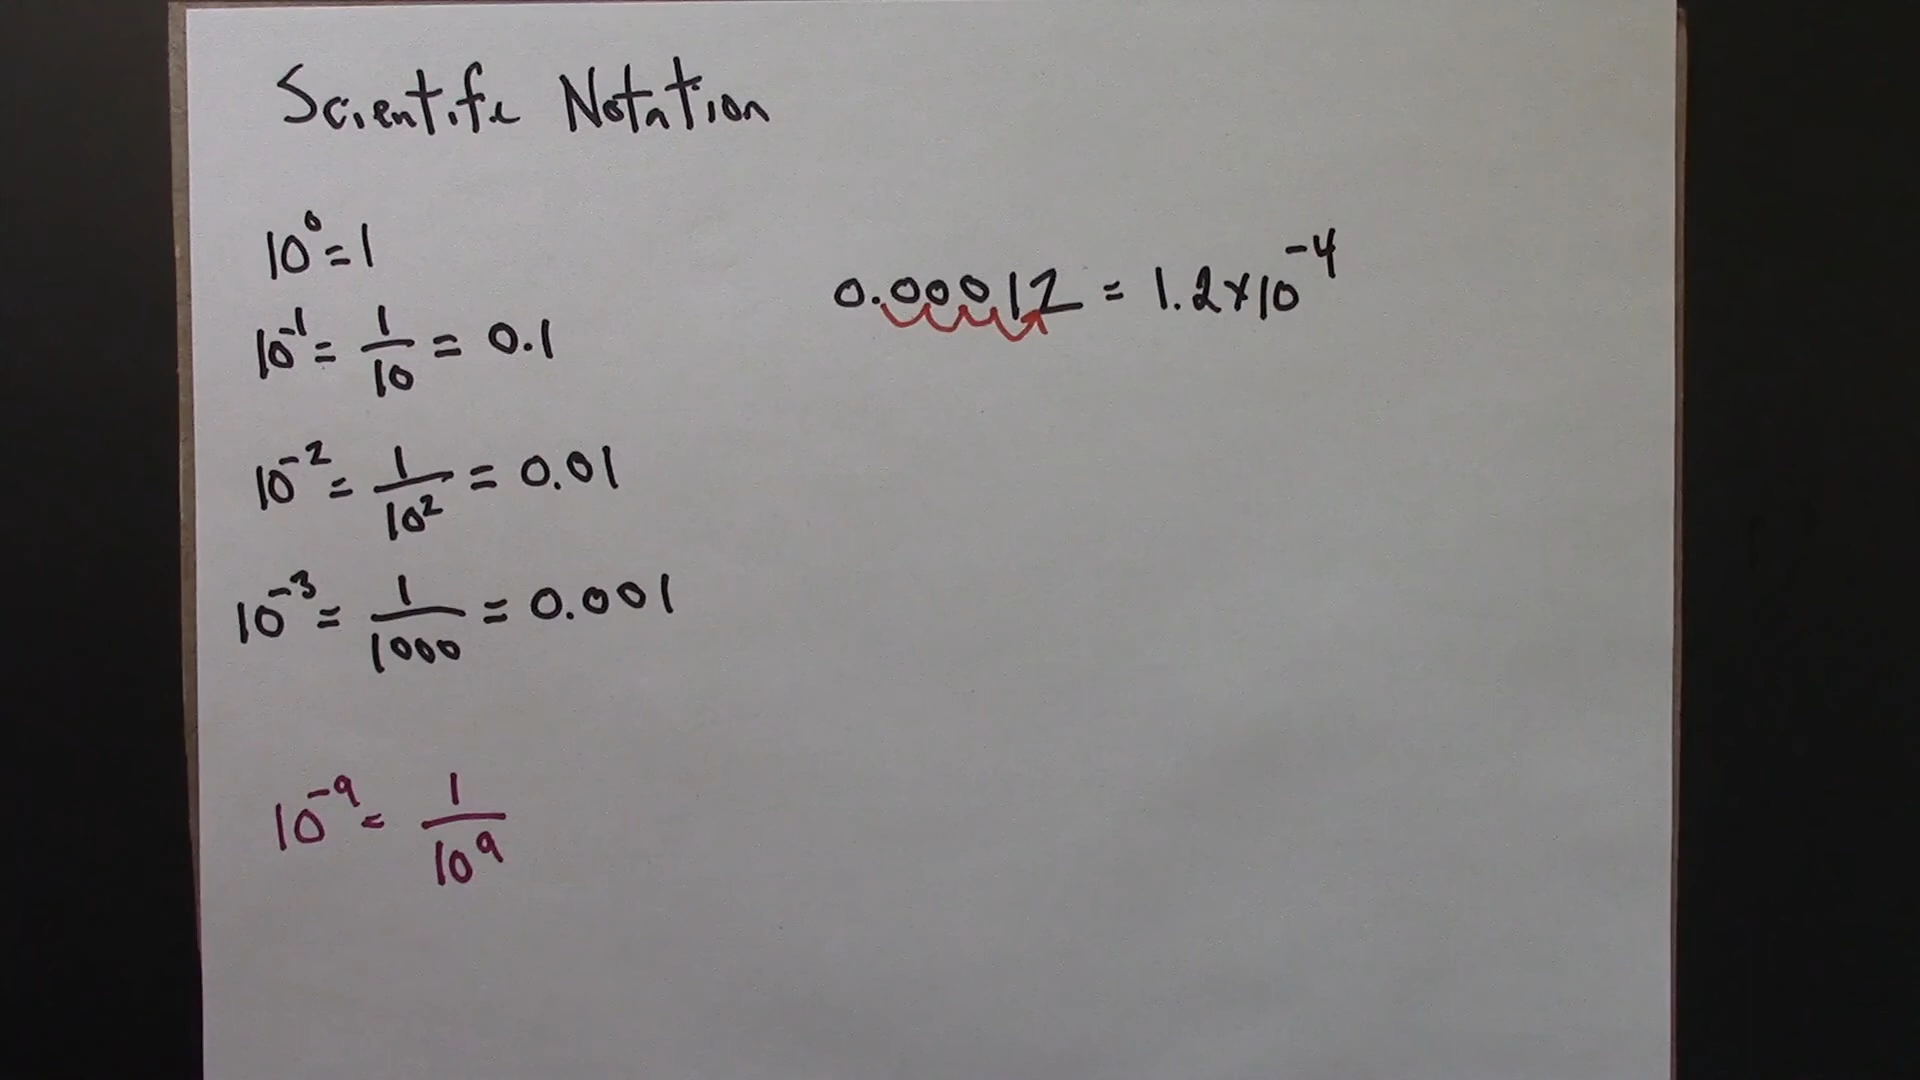 Scientific Notation
10⁰ = 1
10⁻¹ = 1/10 = 0.1
10⁻² = 1/10² = 0.01
10⁻³ = 1/1000 = 0.001
10⁻⁹ = 1/10⁹
0.00012 = 1.2 × 10⁻⁴